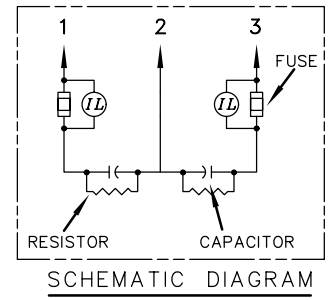 1 2 3
FUSE
IL IL
RESISTOR CAPACITOR
SCHEMATIC DIAGRAM